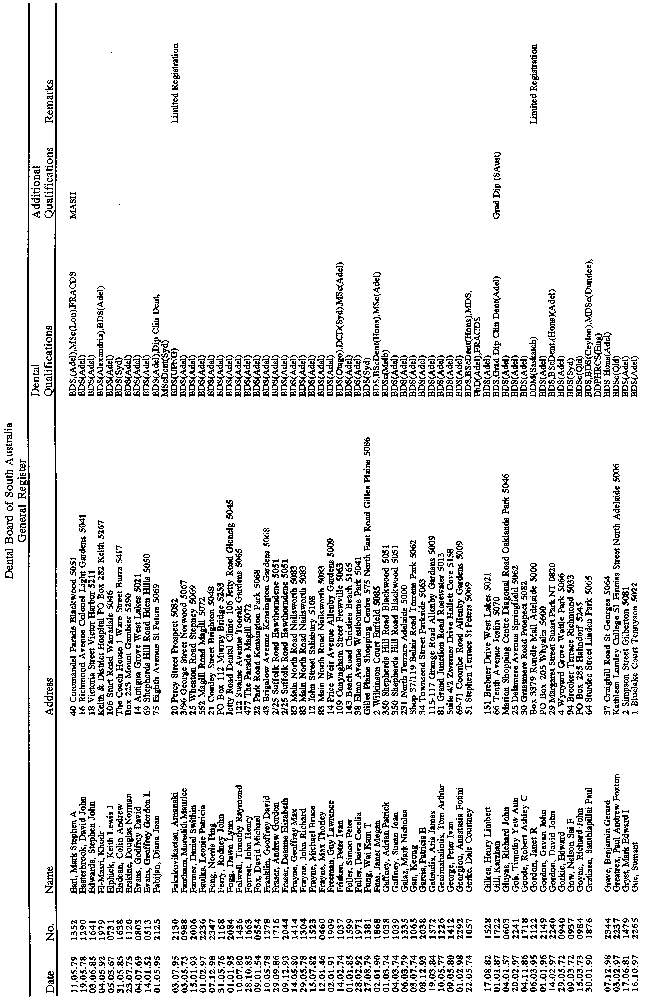 Dental Board of South Australia
General Register
Date No. Name Address Dental Qualifications Additional Qualifications Remarks
11.05.79 1352 Earl, Mark Stephen A 40 Coromandel Parade Blackwood 5051 BDS,(Adel),MSc(Lon),FRACDS MASH
19.05.78 1290 Easterbrook, David John 16 Richmond Avenue Colonel Light Gardens 5041 BDS(Adel)
03.06.85 1641 Edwards, Stephen John 18 Victoria Street Victor Harbor 5211 BDS(Adel)
04.05.92 1979 El-Masri, Khodr Keith & District Hospital PO Box 282 Keith 5267 BDS(Alexandria),BDS(Adel)
05.03.67 0731 Elphick, Keith Lewis J 106 Sturt Road Warradale 5046 BDS(Adel)
31.05.85 1638 Endean, Colin Andrew The Coach House 1 Ware Street Burra 5417 BDS(Syd)
23.07.75 1120 Erskine, Douglas Norman Box 223 Mount Gambier 5290 BDS(Adel)
04.07.69 0803 Evans, Godfrey David 14 Antigua Grove West Lakes 5021 BDS(Adel)
14.01.52 0513 Evans, Geoffrey Gordon L 69 Shepherds Hill Road Eden Hills 5050 BDS(Adel)
01.05.95 2125 Fabijan, Diana Joan 75 Eighth Avenue St Peters 5069 BDS(Adel),Dip Clin Dent,
MScDent(Syd)
03.07.95 2130 Fakakovikaetau, Amanaki 20 Percy Street Prospect 5082 BDS(UPNG) Limited Registration
03.05.73 0988 Fantham, Meredith Maurice 3/96 George Street Norwood 5067 BDS(Adel)
15.01.93 2006 Farmer, Daniel Swithin 25 Wheaton Road Stepney 5069 BDS(Adel)
01.02.97 2236 Faulks, Leonie Patricia 552 Magill Road Magill 5072 BDS(Adel)
07.12.98 2347 Feng, Norris Ping 21 Comley Street Brighton 5048 BDS(Adel)
31.05.76 1168 Ferry, Rodney John PO Box 112 Murray Bridge 5253 BDS(Adel)
01.01.95 2084 Fogg, Dawn Lynn Jetty Road Dental Clinic 106 Jetty Road Glenelg 5045 BDS(Adel)
10.07.80 1436 Folwell, Timothy Raymond 122 Swaine Avenue Toorak Gardens 5065 BDS(Adel)
28.10.85 1663 Forrest, John Henry 477 The Parade Magill 5072 BDS(Adel)
09.01.54 0554 Fox, David Michael 22 Park Road Kensington Park 5068 BDS(Adel)
10.05.78 1278 Franklin, Geoffrey David 43 Brigalow Avenue Kensington Gardens 5068 BDS(Adel)
29.09.86 1716 Fraser, Andrew Gordon 2/25 Suffolk Road Hawthorndene 5051 BDS(Adel)
09.12.93 2044 Fraser, Deanne Elizabeth 2/25 Suffolk Road Hawthorndene 5051 BDS(Adel)
14.05.80 1414 Frayne, Geoffrey Max 83 Main North Road Nailsworth 5083 BDS(Adel)
29.05.78 1304 Frayne, John Richard 83 Main North Road Nailsworth 5083 BDS(Adel)
15.07.82 1523 Frayne, Michael Bruce 12 John Street Salisbury 5108 BDS(Adel)
12.01.46 0460 Frayne, Max Thorley 83 Main North Road Nailsworth 5083 BDS(Adel)
02.01.91 1909 Freeman, Guy Lawrence 14 Price Weir Avenue Allenby Gardens 5009 BDS(Adel)
14.02.74 1037 Frisken, Peter Ivan 109 Conyngham Street Frewville 5063 BDS(Otago),DCD(Syd),MSc(Adel)
01.01.85 1599 Fuller, Simon Peter 143 Beach Road Christies Beach 5165 BDS(Adel)
28.02.92 1971 Fuller, Daiva Cecelia 38 Elmo Avenue Westbourne Park 5041 BDS(Adel)
27.08.79 1381 Fung, Wai Kam T Gilles Plains Shopping Centre 575 North East Road Gilles Plains 5086 BDS(Syd)
02.01.90 1868 Fuss, Janet Megan 2 Wilkinson Court Enfield 5085 BDS,BScDent(Hons),MSc(Adel)
01.03.74 1038 Gaffney, Adrian Patrick 350 Shepherds Hill Road Blackwood 5051 BDSc(Melb)
04.03.74 1039 Gaffney, Susan Joan 350 Shepherds Hill Road Blackwood 5051 BDS(Adel)
06.03.79 1335 Galaz, Mark Nicholas 231 North Terrace Adelaide 5000 BDS(Adel)
03.07.74 1065 Gan, Keong Shop 37/119 Belair Road Torrens Park 5062 BDS(Adel)
08.12.93 2038 Garcia, Patricia E 34 Townsend Street Parkside 5063 BDS(Adel)
19.03.84 1572 Gatoudis, Aris James 115-117 Grange Road Allenby Gardens 5009 BDS(Adel)
10.05.77 1226 Genimahaliotis, Tom Arthur 81 Grand Junction Road Rosewater 5013 BDS(Adel)
09.05.80 1412 George, Peter Ivan Suite 4/2 Zwerner Drive Hallett Cove 5158 BDS(Adel)
01.02.98 2292 Georgiou, Anastasia Fotini 69-71 Coombe Road Allenby Gardens 5009 BDS(Adel)
22.05.74 1057 Gerke, Dale Courtney 51 Stephen Terrace St Peters 5069 BDS,BScDent(Hons),MDS,
PhD(Adel),FRACDS
17.08.82 1528 Gilkes, Henry Limbert 151 Brebner Drive West Lakes 5021 BDS(Adel)
01.01.87 1722 Gill, Karzhan 66 Tenth Avenue Joslin 5070 BDS,Grad Dip Clin Dent(Adel) Grad Dip (SAust)
04.01.57 0603 Gluyas, Richard John Marion Shopping Centre Diagonal Road Oaklands Park 5046 BDS(Adel)
20.02.97 2241 Goh, Timothy Yew Aun 25 Delamere Avenue Springfield 5062 BDS(Adel)
04.11.86 1718 Goode, Robert Ashley C 30 Grassmere Road Prospect 5082 BDS(Adel)
06.03.95 2122 Gordon, Janet R Box 3379 Rundle Mall Adelaide 5000 DDM(Saskatch) Limited Registration
01.01.96 2149 Gordon, Gavan John PO Box 205 Whyalla 5600 BDS(Adel)
14.02.97 2240 Gordon, David John 29 Margaret Street Stuart Park NT 0820 BDS,BScDent.(Hons)(Adel)
29.05.72 0940 Gorkic, Edward 4 Wynyard Grove Wattle Park 5066 BDS(Adel)
09.03.72 0937 Gow, Nelson Sai F 94 Brooker Terrace Richmond 5033 BDS(Syd)
15.03.73 0984 Goyne, Richard John PO Box 285 Hahndorf 5245 BDSc(Qld)
30.01.90 1876 Gratiaen, Santhiapillai Paul 64 Sturdee Street Linden Park 5065 BDS,BDS(Ceylon),MDSc(Dundee),
DDPHRCS(Eng)
07.12.98 2344 Grave, Benjamin Gerard 37 Craighill Road St Georges 5064 BDS Hons(Adel)
03.02.97 2237 Greatrex, Paul Andrew Foxton Kathleen Lumley College 51 Finniss Street North Adelaide 5006 BDSc(Qld)
17.06.81 1479 Gryst, Mark Edward I 2 Simpson Street Gilberton 5081 BDS(Adel)
16.10.97 2265 Gue, Sumant 1 Bluelake Court Tennyson 5022 BDS(Adel)